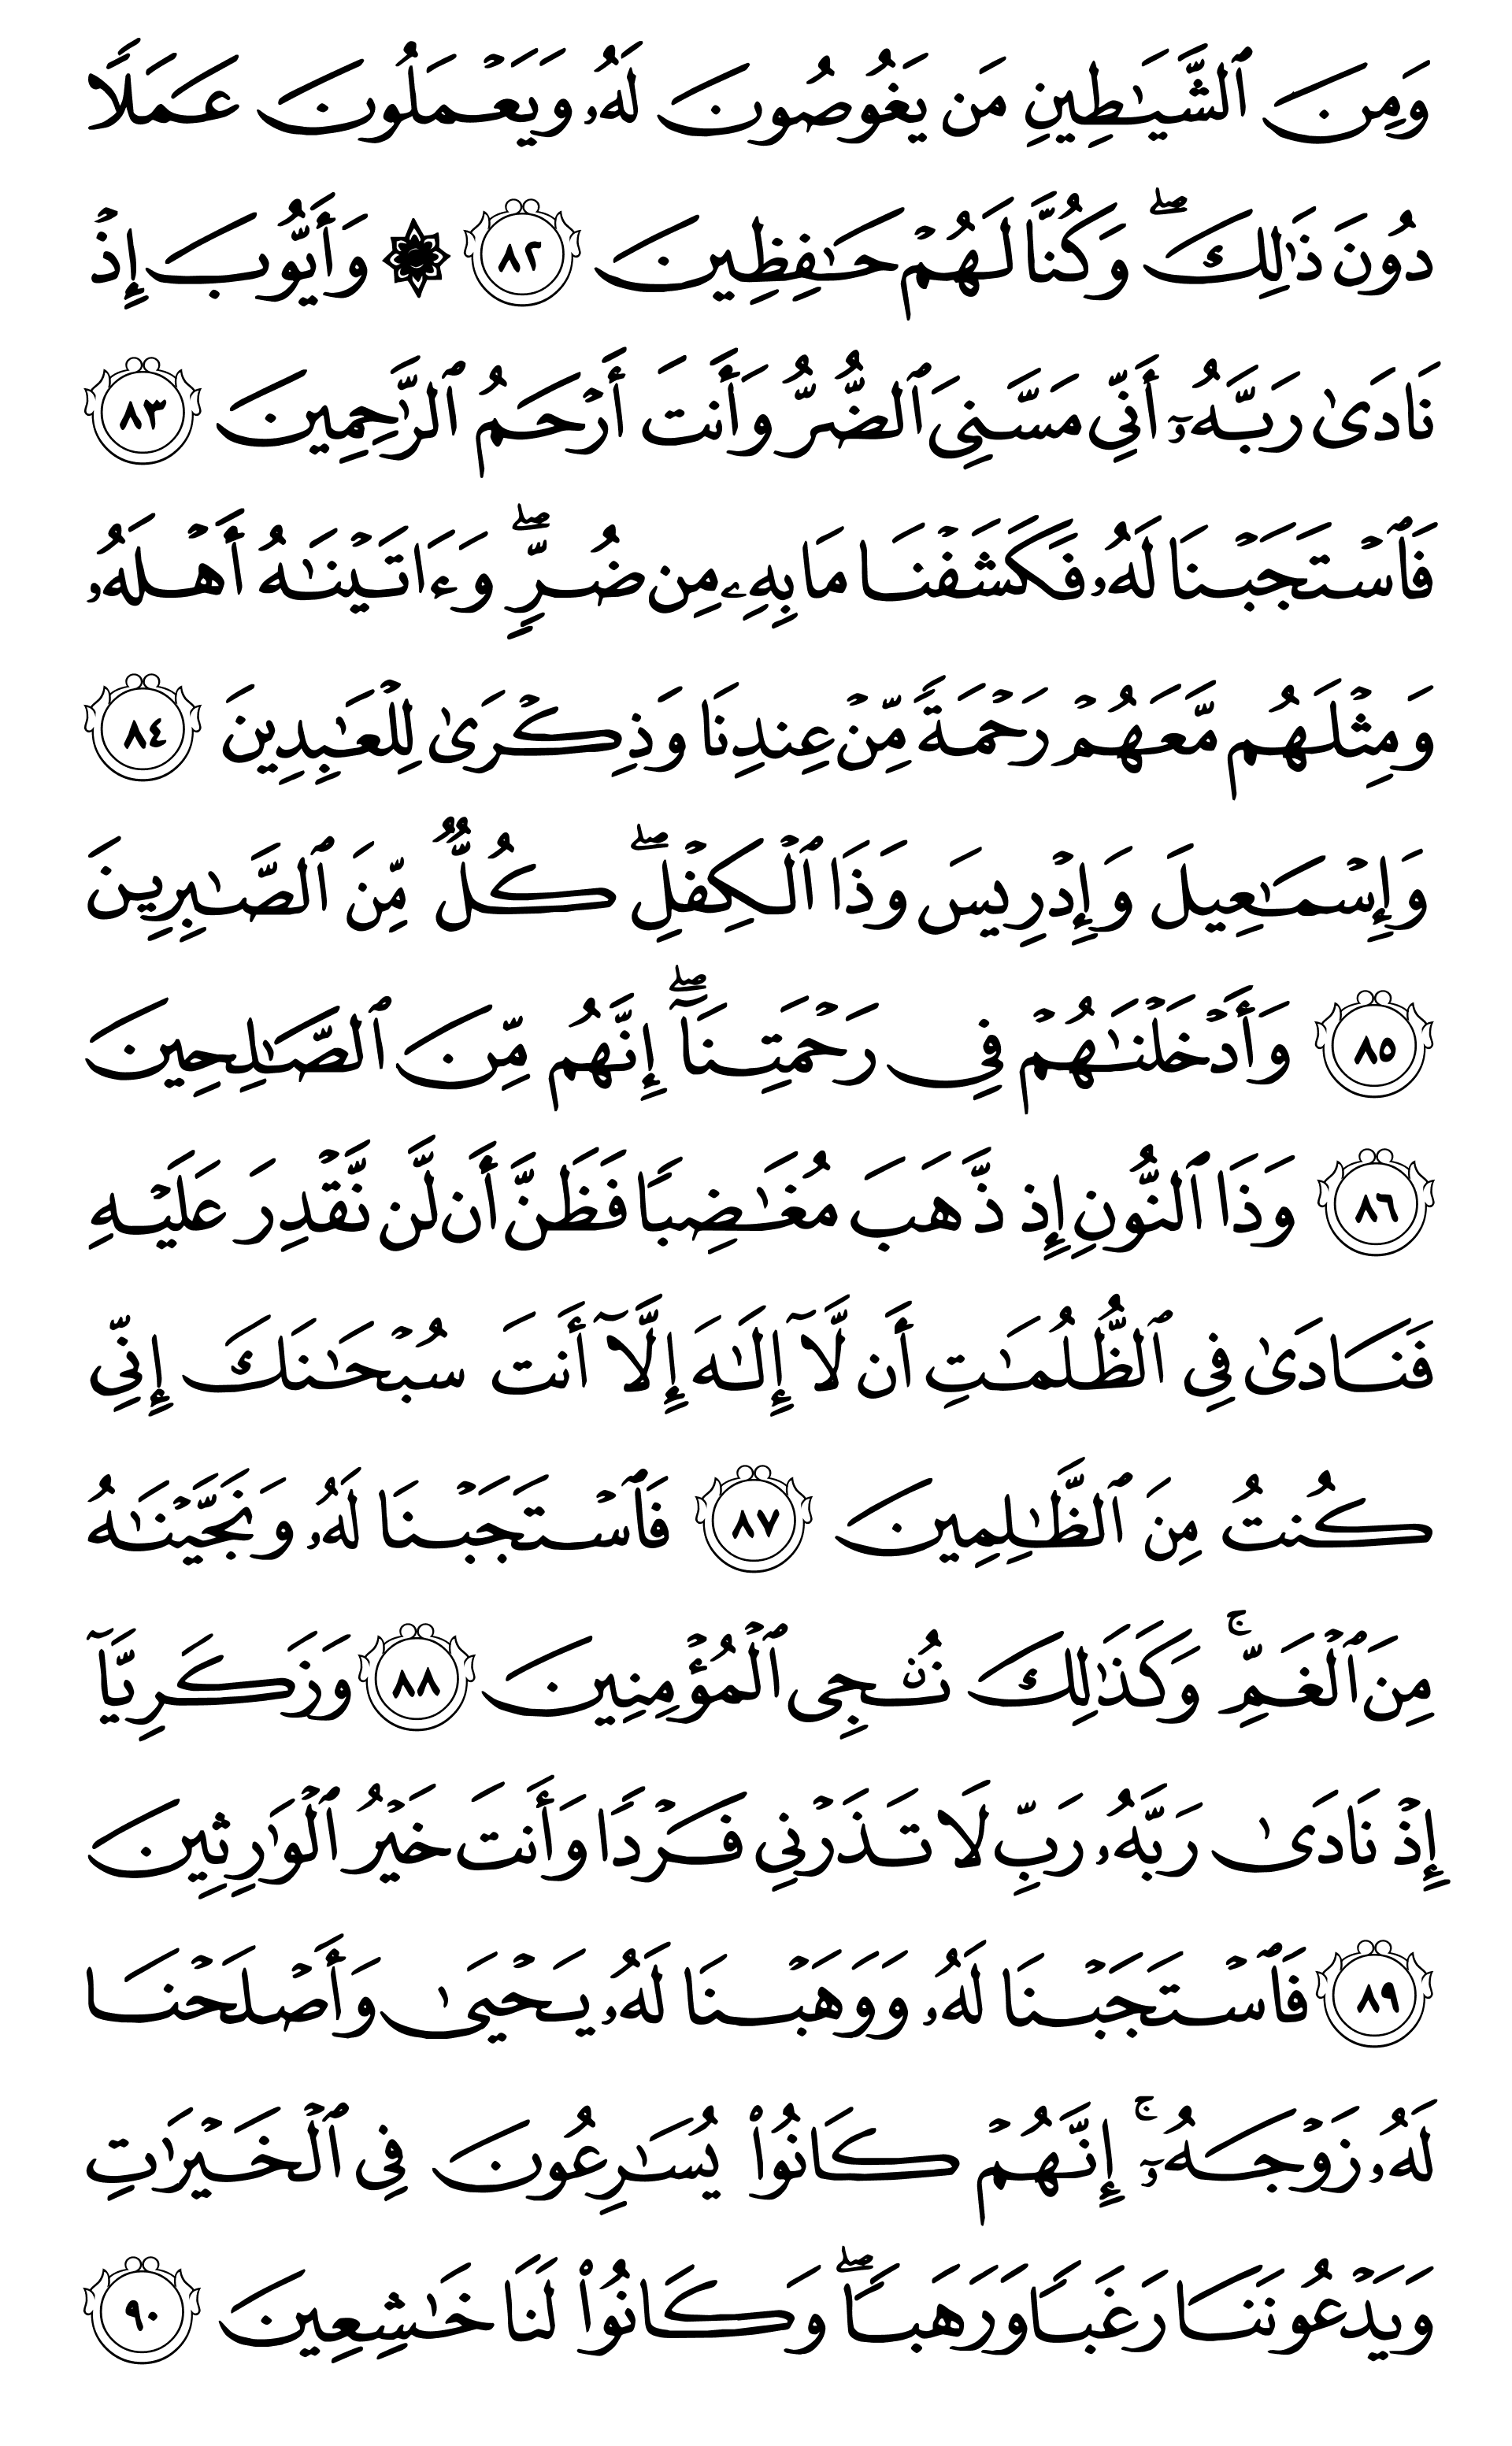 وَمِنَ ٱلشَّيَٰطِينِ مَن يَغُوصُونَ لَهُۥ وَيَعْمَلُونَ عَمَلًا
دُونَ ذَٰلِكَ ۖ وَكُنَّا لَهُمْ حَٰفِظِينَ ٨٢ ۞ وَأَيُّوبَ إِذْ
نَادَىٰ رَبَّهُۥٓ أَنِّى مَسَّنِىَ ٱلضُّرُّ وَأَنتَ أَرْحَمُ ٱلرَّٰحِمِينَ ٨٣
فَٱسْتَجَبْنَا لَهُۥ فَكَشَفْنَا مَا بِهِۦ مِن ضُرٍّ ۖ وَءَاتَيْنَٰهُ أَهْلَهُۥ
وَمِثْلَهُم مَّعَهُمْ رَحْمَةً مِّنْ عِندِنَا وَذِكْرَىٰ لِلْعَٰبِدِينَ ٨٤
وَإِسْمَٰعِيلَ وَإِدْرِيسَ وَذَا ٱلْكِفْلِ ۖ كُلٌّ مِّنَ ٱلصَّٰبِرِينَ
٨٥ وَأَدْخَلْنَٰهُمْ فِى رَحْمَتِنَآ ۖ إِنَّهُم مِّنَ ٱلصَّٰلِحِينَ
٨٦ وَذَا ٱلنُّونِ إِذ ذَّهَبَ مُغَٰضِبًا فَظَنَّ أَن لَّن نَّقْدِرَ عَلَيْهِ
فَنَادَىٰ فِى ٱلظُّلُمَٰتِ أَن لَّآ إِلَٰهَ إِلَّآ أَنتَ سُبْحَٰنَكَ إِنِّى
كُنتُ مِنَ ٱلظَّٰلِمِينَ ٨٧ فَٱسْتَجَبْنَا لَهُۥ وَنَجَّيْنَٰهُ
مِنَ ٱلْغَمِّ ۚ وَكَذَٰلِكَ نُۨجِى ٱلْمُؤْمِنِينَ ٨٨ وَزَكَرِيَّآ
إِذْ نَادَىٰ رَبَّهُۥ رَبِّ لَا تَذَرْنِى فَرْدًا وَأَنتَ خَيْرُ ٱلْوَٰرِثِينَ
٨٩ فَٱسْتَجَبْنَا لَهُۥ وَوَهَبْنَا لَهُۥ يَحْيَىٰ وَأَصْلَحْنَا
لَهُۥ زَوْجَهُۥٓ ۚ إِنَّهُمْ كَانُوا۟ يُسَٰرِعُونَ فِى ٱلْخَيْرَٰتِ
وَيَدْعُونَنَا رَغَبًا وَرَهَبًا ۖ وَكَانُوا۟ لَنَا خَٰشِعِينَ ٩٠